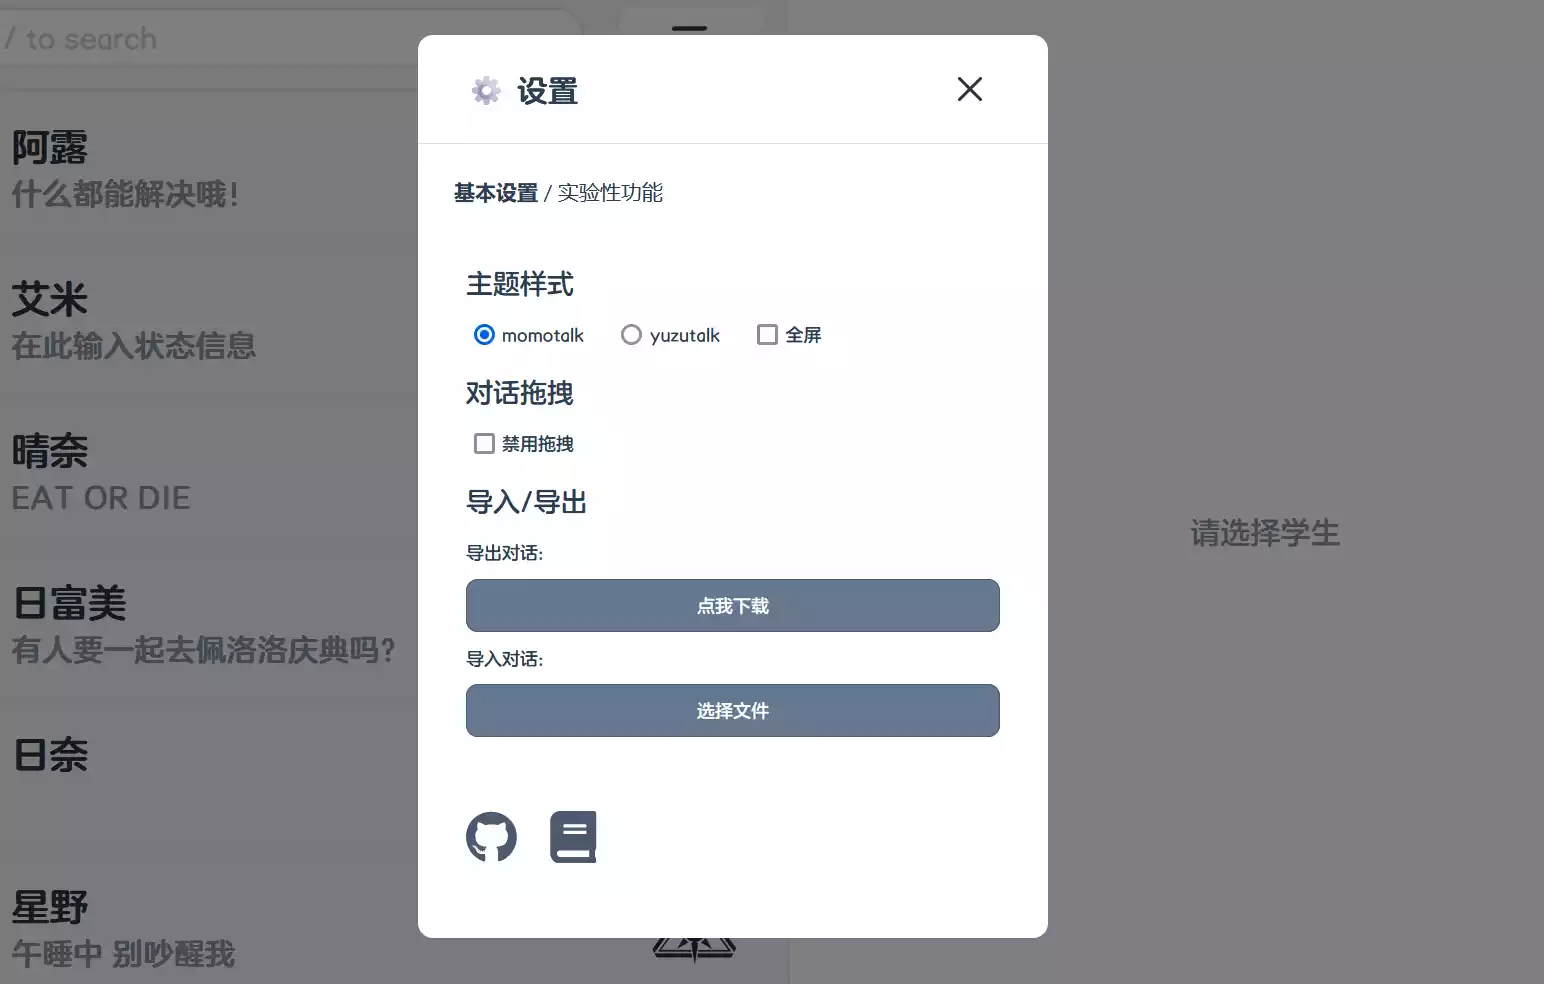 / to search
阿露
什么都能解决哦!
艾米
在此输入状态信息
晴奈
EAT OR DIE
日富美
有人要一起去佩洛洛庆典吗?
日奈
星野
午睡中 别吵醒我
设置
基本设置 / 实验性功能
主题样式
momotalk yuzutalk 全屏
对话拖拽
禁用拖拽
导入/导出
导出对话:
点我下载
导入对话:
选择文件
请选择学生